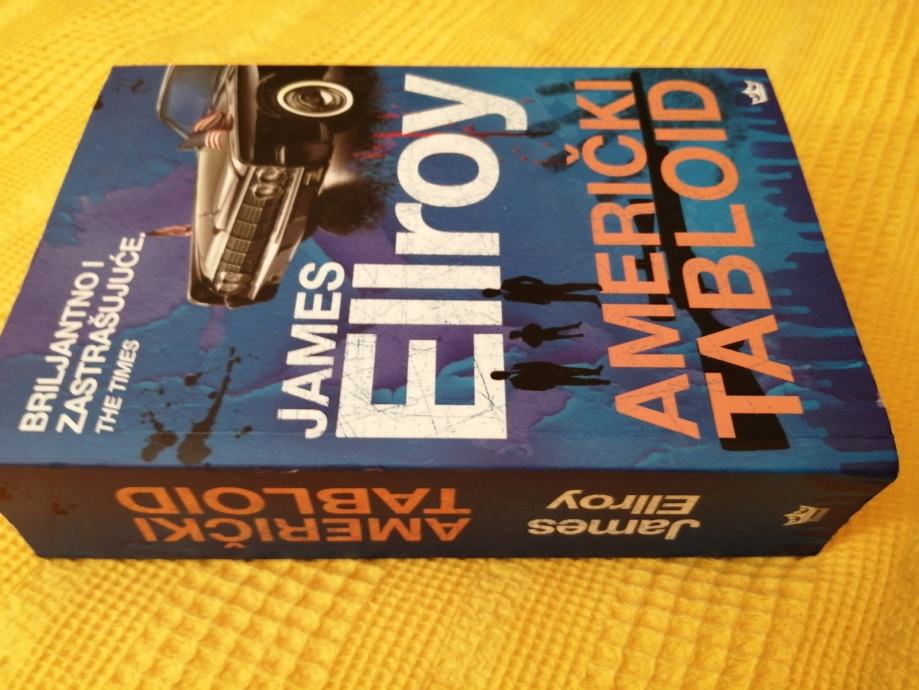 BRILJANTNO I
ZASTRAŠUJUĆE.
THE TIMES
JAMES
Ellroy
AMERIČKI
TABLOID
AMERIČKI
TABLOID
James
Ellroy